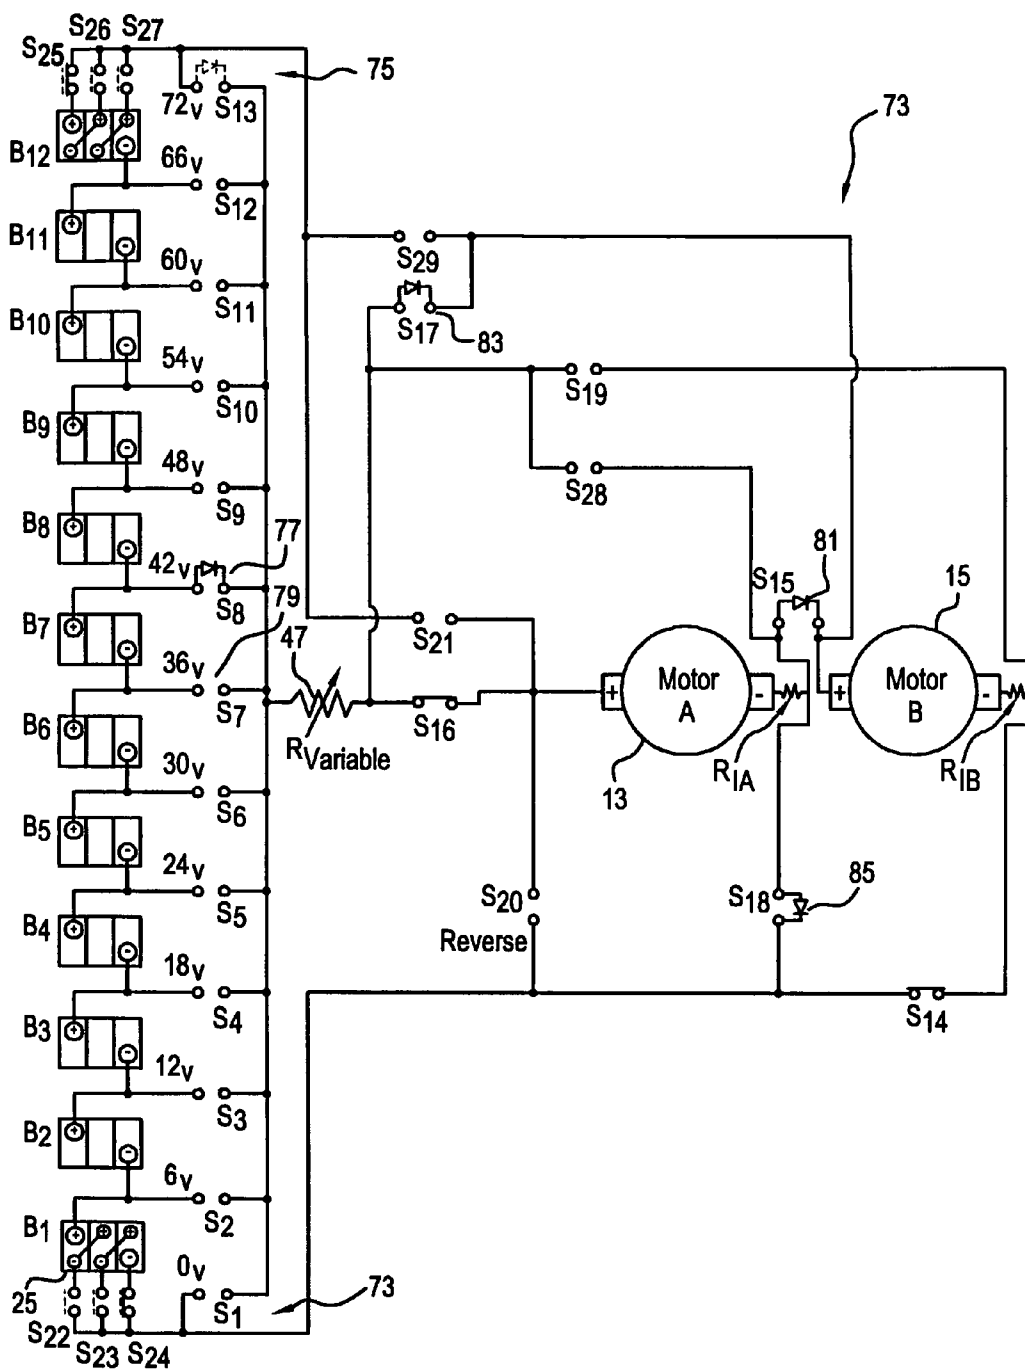 S26 S27
S25
75
72V S13
73
B12
66V
S12
B11
S29
60V
S11
B10
S17 83
54V
S19
S10
B9
48V
S28
S9
B8
42V 77
S8
S15 81
15
B7
79
47
S21
36V
S7
Motor A
Motor B
+ - + -
B6
S16
RVariable
RIA
RIB
13
30V
S6
B5
24V
S5
S20
S18 85
B4
Reverse
18V
S4
S14
B3
12V
S3
B2
6V
S2
B1
0V
25
S1
73
S22
S23 S24